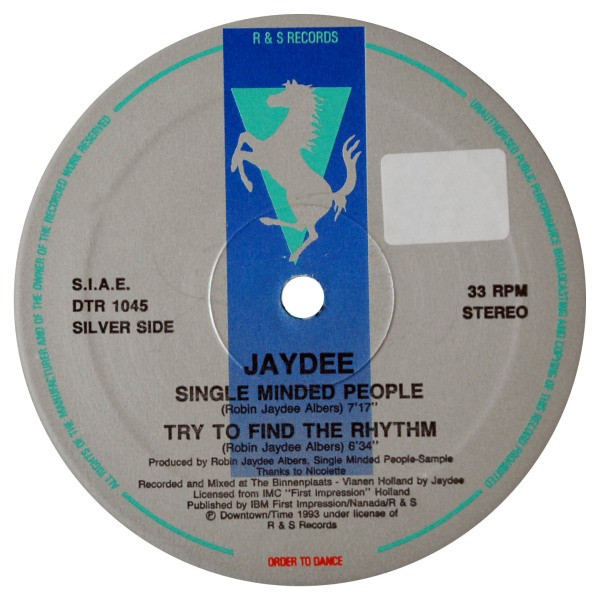 R & S RECORDS
ALL RIGHTS OF THE MANUFACTURER AND OF THE OWNER OF THE RECORDED WORK RESERVED
UNAUTHORISED PUBLIC PERFORMANCE BROADCASTING AND COPYING OF THIS RECORD PROHIBITED
S.I.A.E.
DTR 1045
SILVER SIDE
33 RPM
STEREO
JAYDEE
SINGLE MINDED PEOPLE
(Robin Jaydee Albers) 7'17"
TRY TO FIND THE RHYTHM
(Robin Jaydee Albers) 6'34"
Produced by Robin Jaydee Albers, Single Minded People-Sample
Thanks to Nicolette
Recorded and Mixed at The Binnenplaats - Vianen Holland by Jaydee
Licensed from IMC "First Impression" Holland
Published by IBM First Impression/Nanada/R & S
℗ Downtown/Time 1993 under license of
R & S Records
ORDER TO DANCE